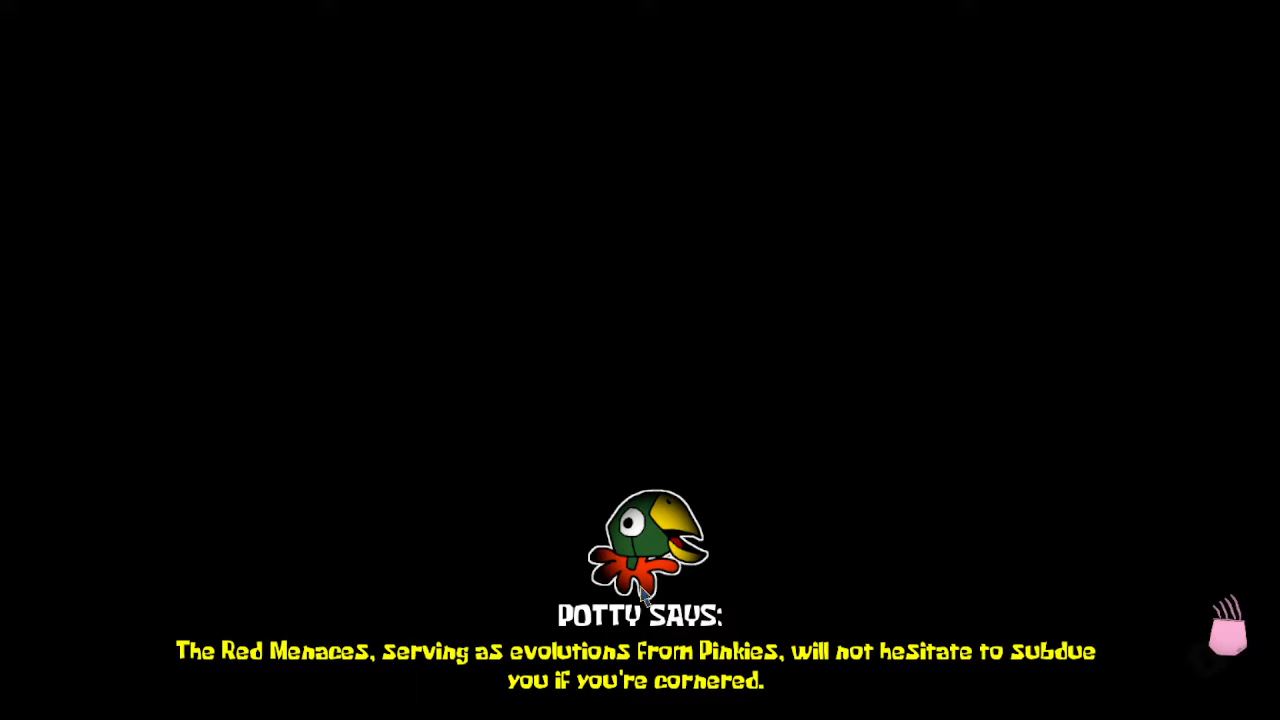 POTTY SAYS:
The Red Menaces, serving as evolutions from Pinkies, will not hesitate to subdue
you if you're cornered.